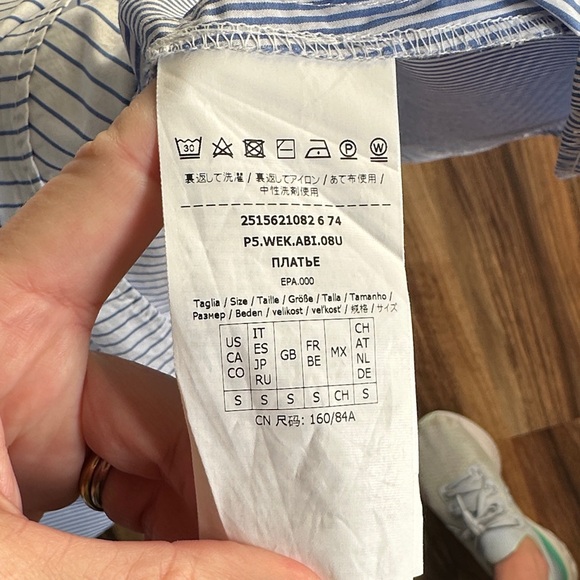 30 P W
裏返して洗濯 / 裏返してアイロン / あて布使用 /
中性洗剤使用
2515621082 6 74
P5.WEK.ABI.08U
ПЛАТЬЕ
EPA.000
Taglia / Size / Taille / Größe / Talla / Tamanho /
Размер / Beden / velikost / veľkosť / 規格 / サイズ
US CA CO IT ES JP RU GB FR BE MX CH AT NL DE
S S S S CH S
CN 尺码: 160/84A